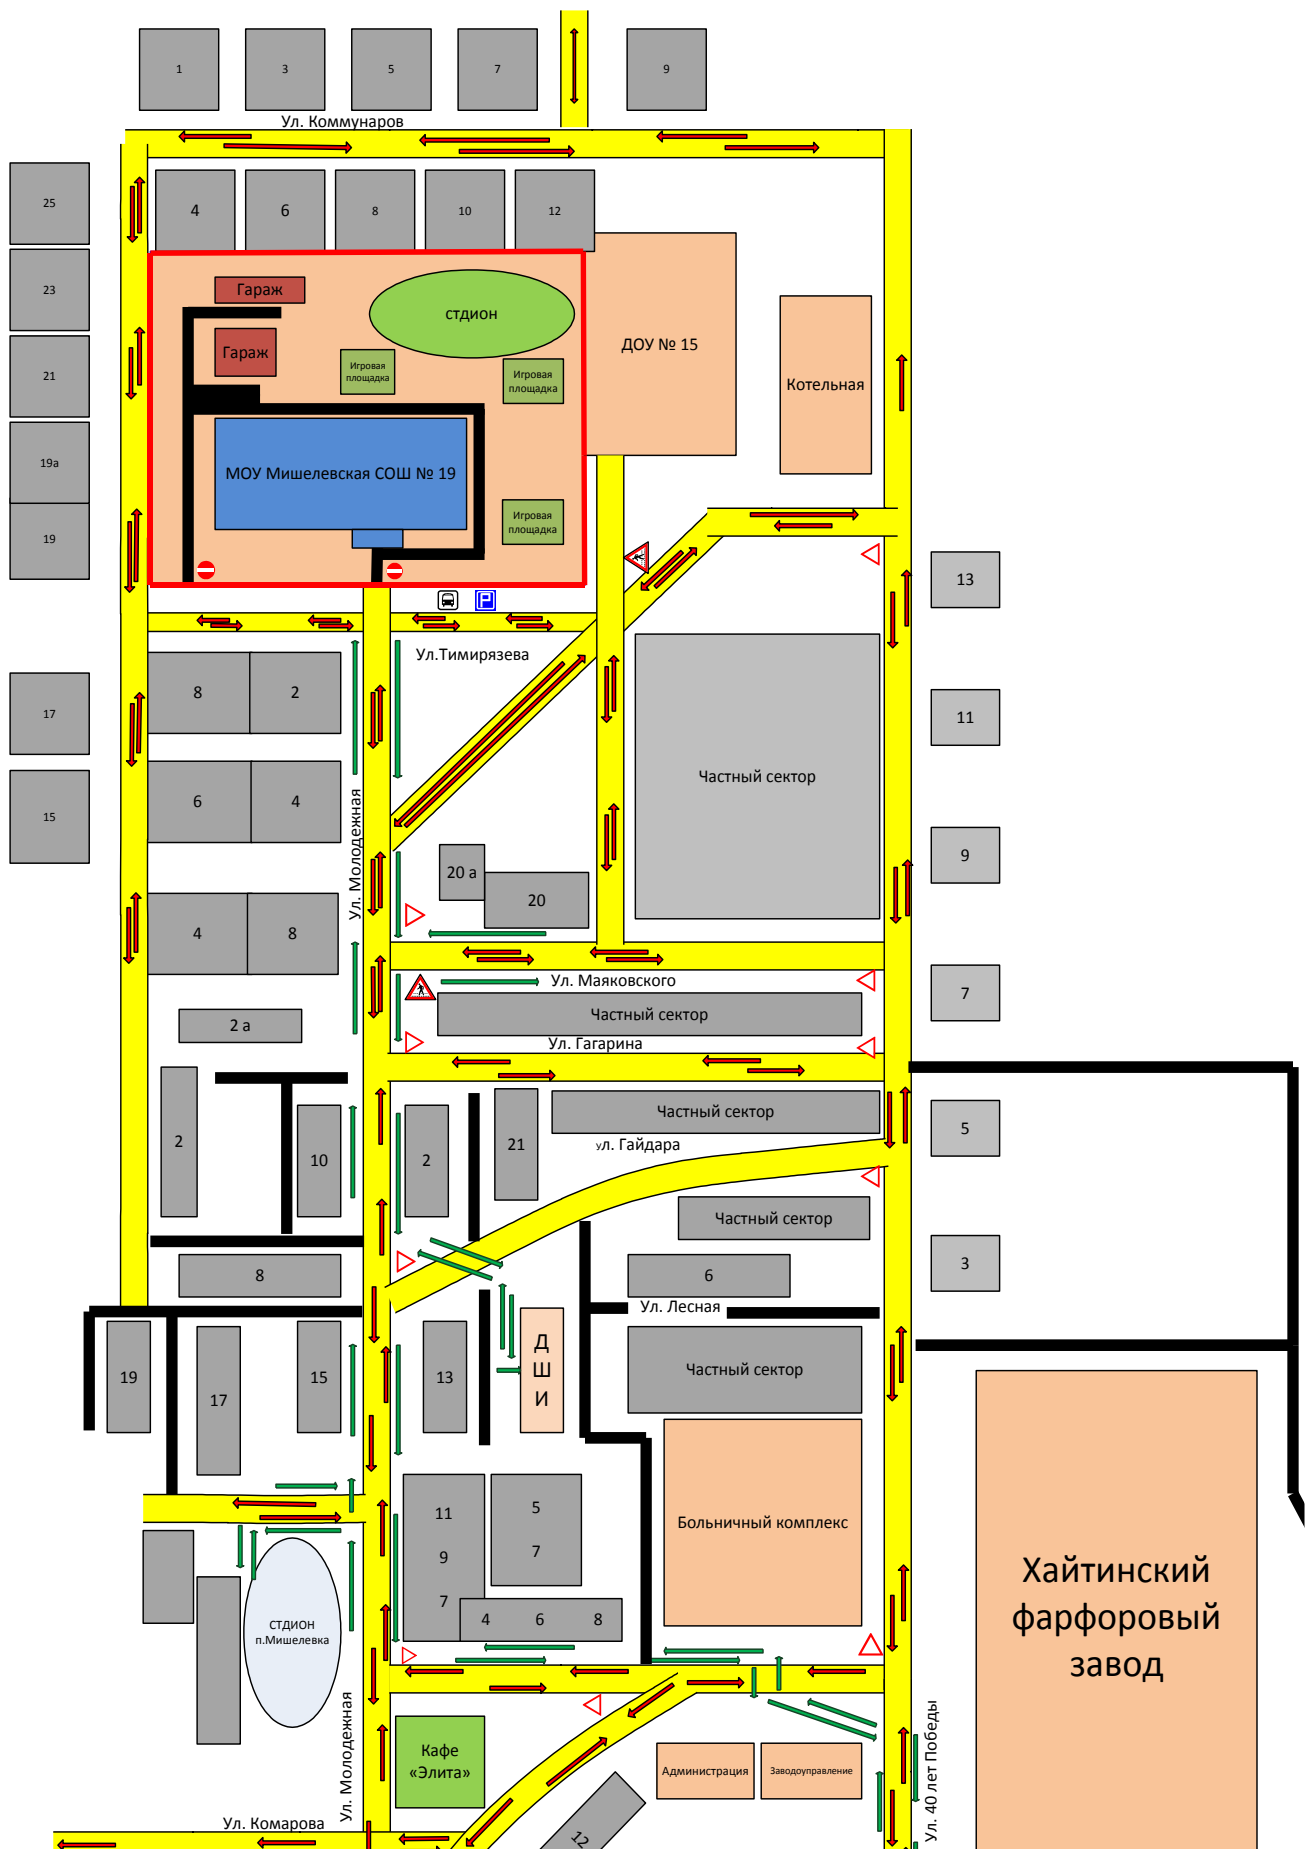 1
3
5
7
9
Ул. Коммунаров
25
4
6
8
10
12
23
Гараж
стдион
ДОУ № 15
21
Гараж
Игровая
площадка
Игровая
площадка
Котельная
19а
МОУ Мишелевская СОШ № 19
19
Игровая
площадка
13
P
Ул.Тимирязева
17
8
2
11
Частный сектор
15
6
4
Ул. Молодежная
9
20 а
20
4
8
7
Ул. Маяковского
2 а
Частный сектор
Ул. Гагарина
2
10
2
21
Частный сектор
5
ул. Гайдара
Частный сектор
8
6
3
Ул. Лесная
19
17
15
13
Д
Ш
И
Частный сектор
11
9
7
5
7
Больничный комплекс
4
6
8
стдион
п.Мишелевка
Хайтинский
фарфоровый
завод
Ул. Молодежная
Кафе
«Элита»
Администрация
Заводоуправление
Ул. 40 лет Победы
Ул. Комарова
12